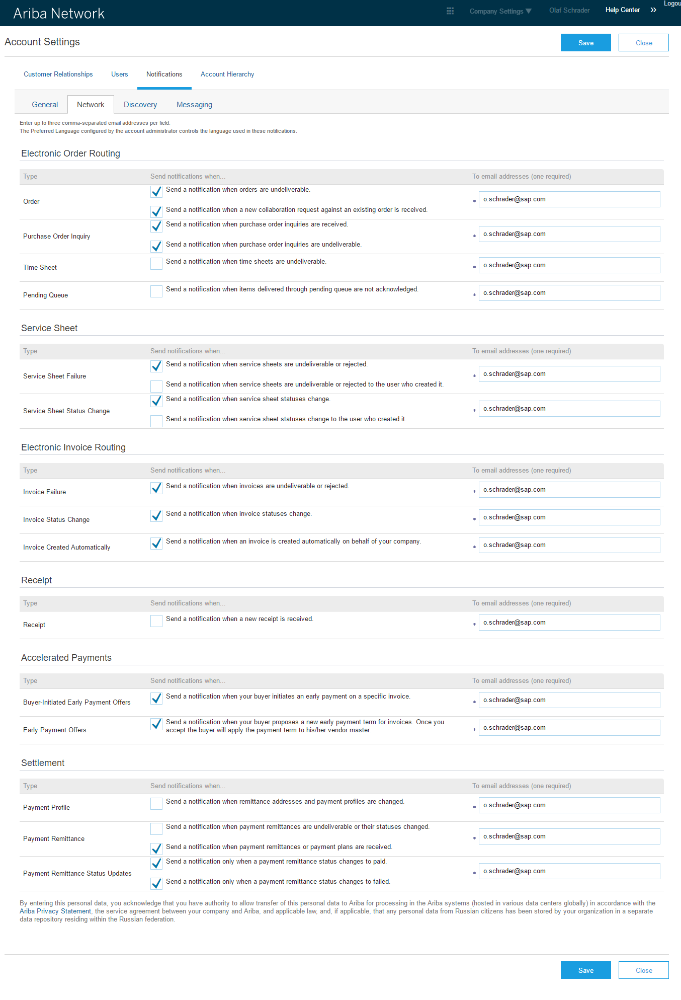 Ariba Network
Company Settings ▼
Olaf Schrader
Help Center »
Logou
Account Settings
Save
Close
Customer Relationships
Users
Notifications
Account Hierarchy
General
Network
Discovery
Messaging
Enter up to three comma-separated email addresses per field.
The Preferred Language configured by the account administrator controls the language used in these notifications.
Electronic Order Routing
Type
Send notifications when...
To email addresses (one required)
Order
Send a notification when orders are undeliverable.
Send a notification when a new collaboration request against an existing order is received.
* o.schrader@sap.com
Purchase Order Inquiry
Send a notification when purchase order inquiries are received.
Send a notification when purchase order inquiries are undeliverable.
* o.schrader@sap.com
Time Sheet
Send a notification when time sheets are undeliverable.
* o.schrader@sap.com
Pending Queue
Send a notification when items delivered through pending queue are not acknowledged.
* o.schrader@sap.com
Service Sheet
Type
Send notifications when...
To email addresses (one required)
Service Sheet Failure
Send a notification when service sheets are undeliverable or rejected.
Send a notification when service sheets are undeliverable or rejected to the user who created it.
* o.schrader@sap.com
Service Sheet Status Change
Send a notification when service sheet statuses change.
Send a notification when service sheet statuses change to the user who created it.
* o.schrader@sap.com
Electronic Invoice Routing
Type
Send notifications when...
To email addresses (one required)
Invoice Failure
Send a notification when invoices are undeliverable or rejected.
* o.schrader@sap.com
Invoice Status Change
Send a notification when invoice statuses change.
* o.schrader@sap.com
Invoice Created Automatically
Send a notification when an invoice is created automatically on behalf of your company.
* o.schrader@sap.com
Receipt
Type
Send notifications when...
To email addresses (one required)
Receipt
Send a notification when a new receipt is received.
* o.schrader@sap.com
Accelerated Payments
Type
Send notifications when...
To email addresses (one required)
Buyer-Initiated Early Payment Offers
Send a notification when your buyer initiates an early payment on a specific invoice.
* o.schrader@sap.com
Early Payment Offers
Send a notification when your buyer proposes a new early payment term for invoices. Once you
accept the buyer will apply the payment term to his/her vendor master.
* o.schrader@sap.com
Settlement
Type
Send notifications when...
To email addresses (one required)
Payment Profile
Send a notification when remittance addresses and payment profiles are changed.
* o.schrader@sap.com
Payment Remittance
Send a notification when payment remittances are undeliverable or their statuses changed.
Send a notification when payment remittances or payment plans are received.
* o.schrader@sap.com
Payment Remittance Status Updates
Send a notification only when a payment remittance status changes to paid.
Send a notification only when a payment remittance status changes to failed.
* o.schrader@sap.com
By entering this personal data, you acknowledge that you have authority to allow transfer of this personal data to Ariba for processing in the Ariba systems (hosted in various data centers globally) in accordance with the
Ariba Privacy Statement, the service agreement between your company and Ariba, and applicable law, and, if applicable, that any personal data from Russian citizens has been stored by your organization in a separate
data repository residing within the Russian federation.
Save
Close